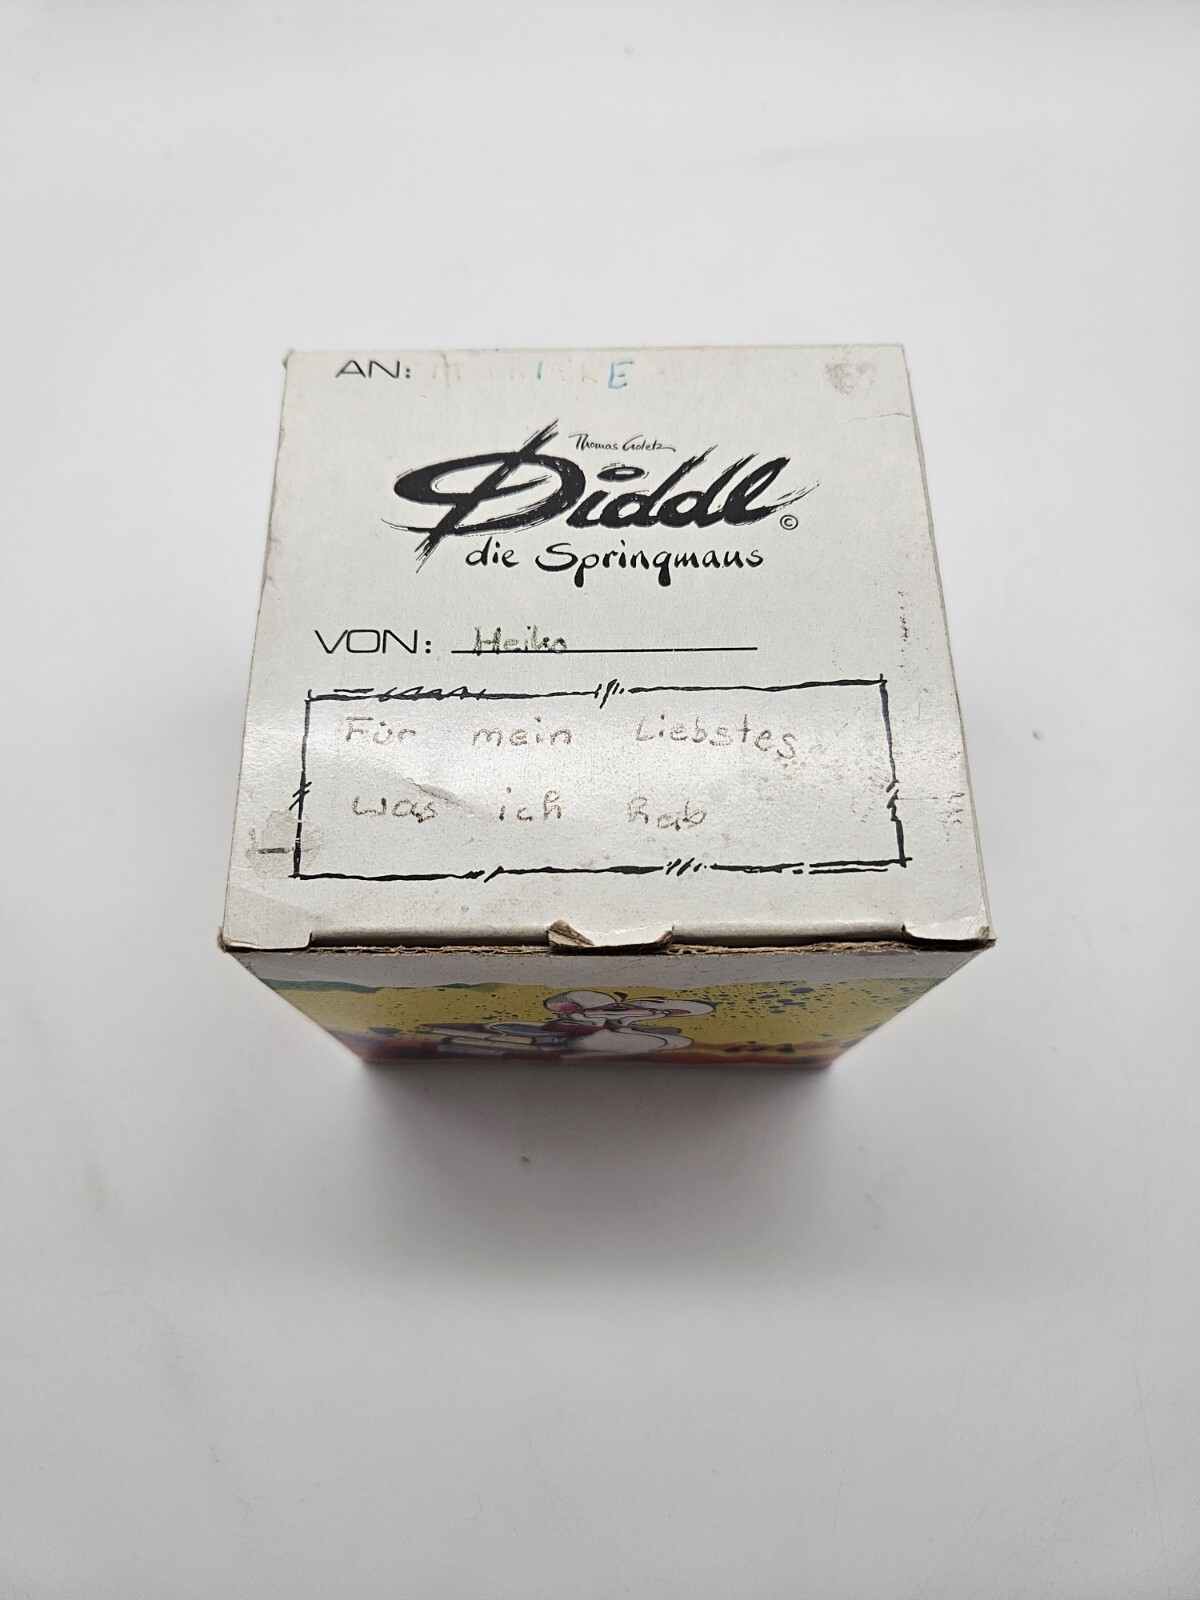 AN:
Thomas Goletz
Diddl ©
die Springmaus
VON: Heiko
Für mein Liebstes
was ich hab